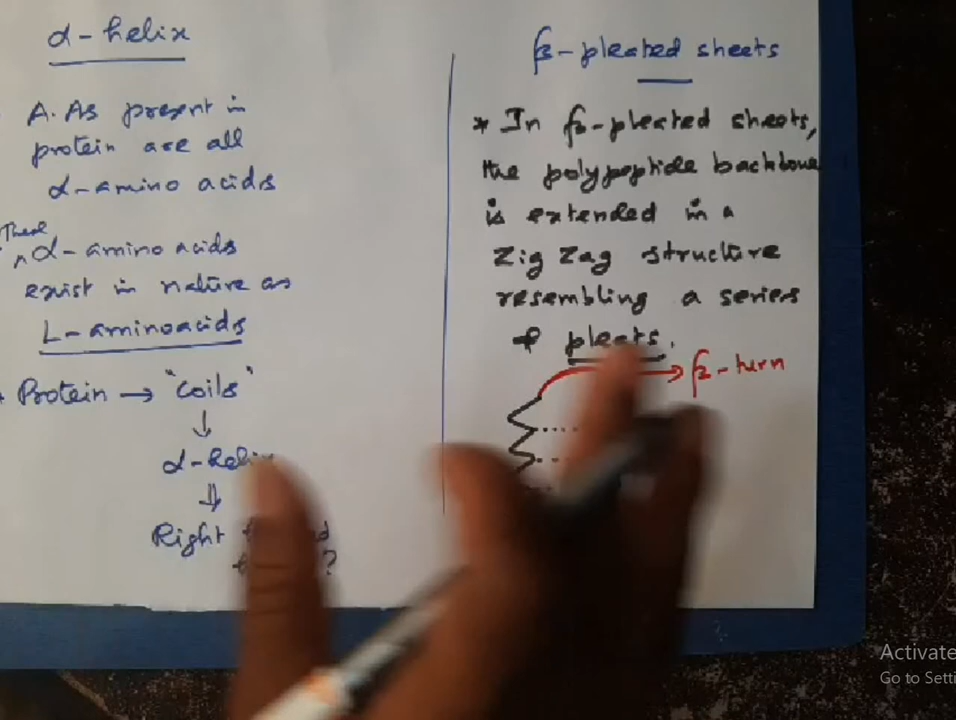 α-helix
A.As present in
protein are all
α-amino acids
These
α-amino acids
exist in nature as
L-aminoacids
Protein → "coils"
↓
α-helix
⇓
Right
?
β-pleated sheets
* In β-pleated sheets,
the polypeptide backbone
is extended in a
Zig Zag structure
resembling a series
of pleats.
→ β-turn
Activate
Go to Setti